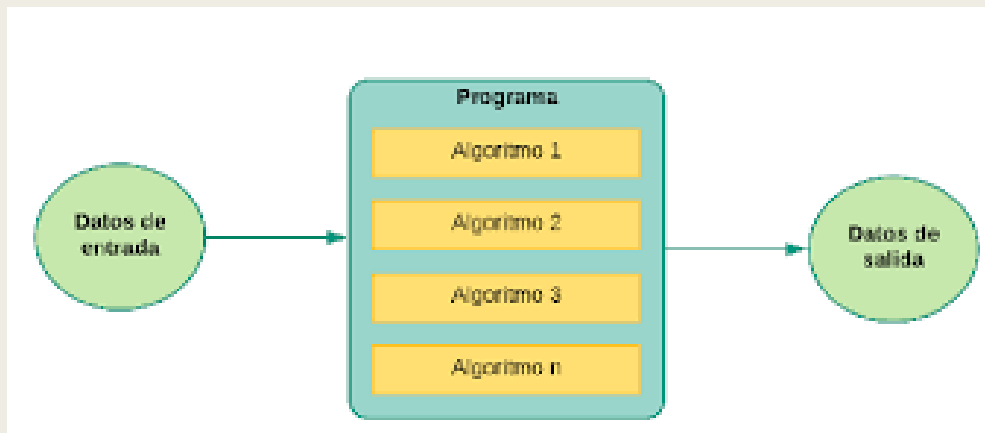 Programa
Algoritmo 1
Datos de
entrada
Algoritmo 2
Algoritmo 3
Algoritmo n
Datos de
salida